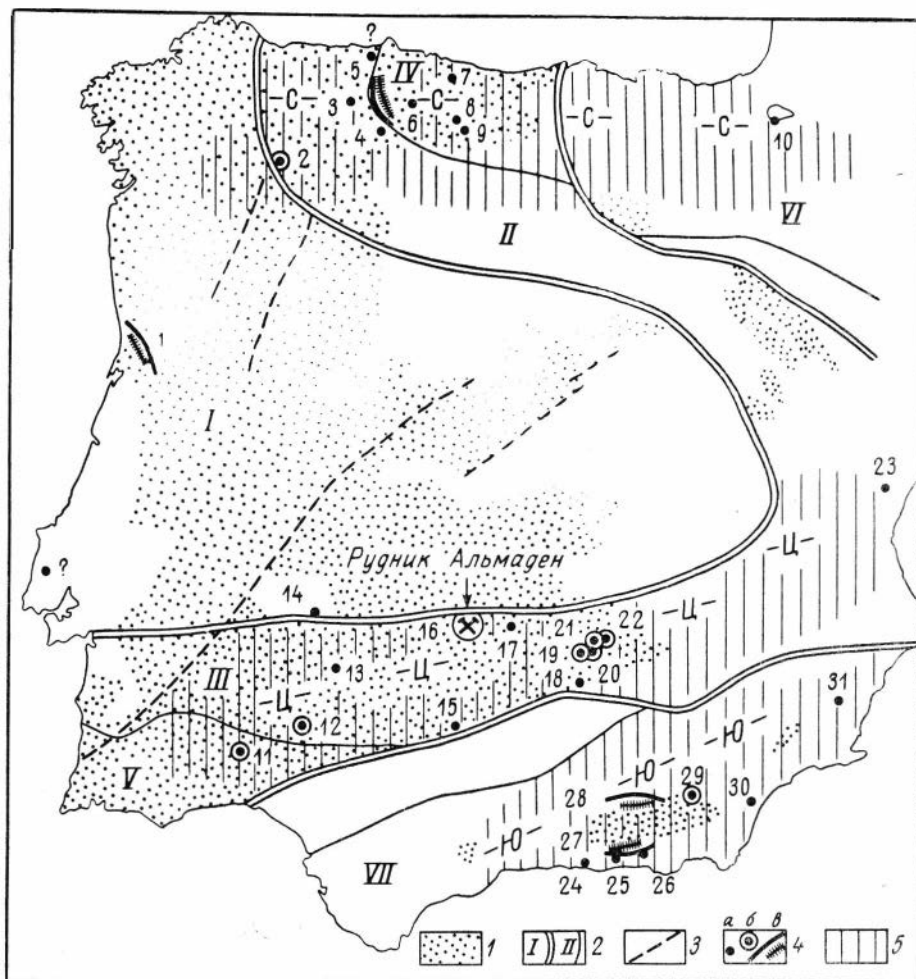 ?
5 IV 7
-С- -С- 8
3 6 9
4
-С- 10
2
II VI
1
I
23
-Ц-
?
Рудник Альмаден
14
-Ц-
16 17 21 22
19 20
III 13 -Ц- 18
-Ц- 12 15
31
11
V
-Ю-
-Ю- 29
28 30
27 -Ю-
VII
24 25 26
а б в
1 I II 2 3 4 5